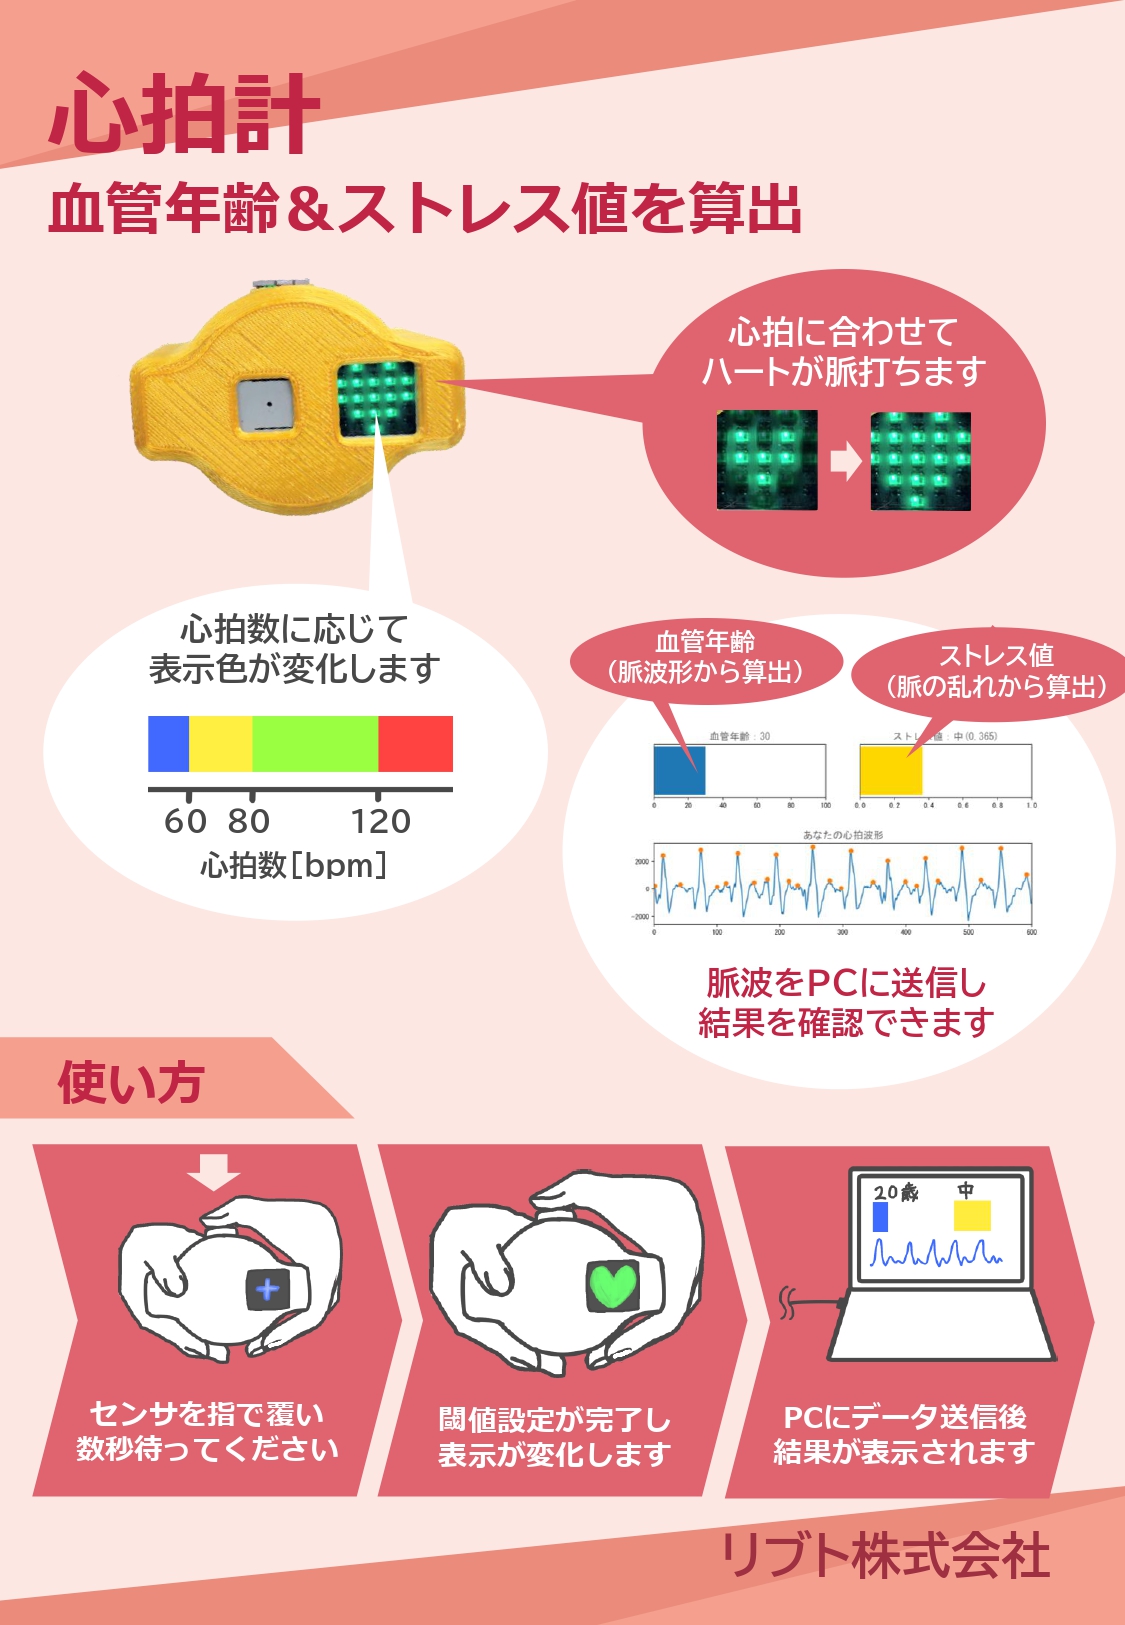 心拍計
血管年齢＆ストレス値を算出
心拍に合わせて
ハートが脈打ちます
心拍数に応じて
表示色が変化します
60 80 120
心拍数[bpm]
血管年齢
（脈波形から算出）
ストレス値
（脈の乱れから算出）
血管年齢：30
0 20 40 60 80 100
値：中(0.365)
0.0 0.2 0.4 0.6 0.8 1.0
あなたの心拍波形
2000
0
-2000
0 100 200 300 400 500 600
脈波をPCに送信し
結果を確認できます
使い方
センサを指で覆い
数秒待ってください
閾値設定が完了し
表示が変化します
20歳 中
PCにデータ送信後
結果が表示されます
リブト株式会社